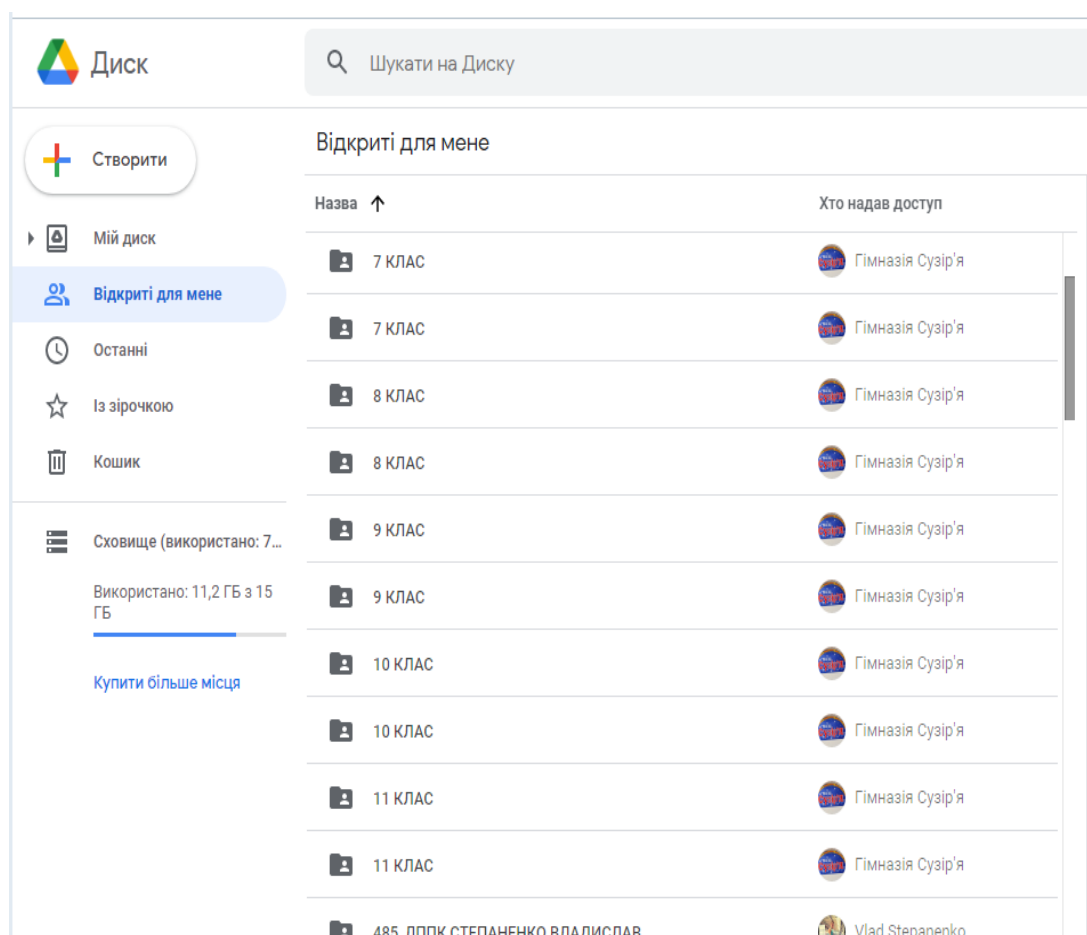 Диск
Шукати на Диску
Створити
Мій диск
Відкриті для мене
Останні
Із зірочкою
Кошик
Сховище (використано: 7...
Використано: 11,2 ГБ з 15
ГБ
Купити більше місця
Відкриті для мене
Назва Хто надав доступ
7 КЛАС Гімназія Сузір'я
7 КЛАС Гімназія Сузір'я
8 КЛАС Гімназія Сузір'я
8 КЛАС Гімназія Сузір'я
9 КЛАС Гімназія Сузір'я
9 КЛАС Гімназія Сузір'я
10 КЛАС Гімназія Сузір'я
10 КЛАС Гімназія Сузір'я
11 КЛАС Гімназія Сузір'я
11 КЛАС Гімназія Сузір'я
485 СТЕПАНЕНКО ВЛАДИСЛАВ Vlad Stepanenko